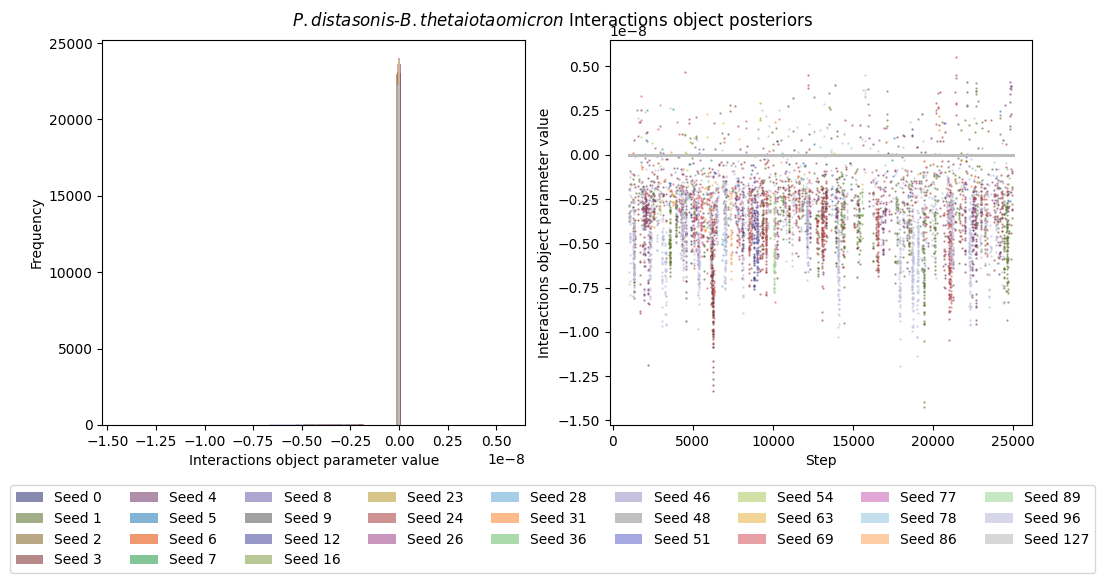 P.distasonis-B.thetaiotaomicron Interactions object posteriors
25000
20000
15000
10000
5000
0
Frequency
−1.50 −1.25 −1.00 −0.75 −0.50 −0.25 0.00 0.25 0.50
1e−8
Interactions object parameter value
1e−8
0.50
0.25
0.00
−0.25
−0.50
−0.75
−1.00
−1.25
−1.50
Interactions object parameter value
0 5000 10000 15000 20000 25000
Step
Seed 0 Seed 4 Seed 8 Seed 23 Seed 28 Seed 46 Seed 54 Seed 77 Seed 89
Seed 1 Seed 5 Seed 9 Seed 24 Seed 31 Seed 48 Seed 63 Seed 78 Seed 96
Seed 2 Seed 6 Seed 12 Seed 26 Seed 36 Seed 51 Seed 69 Seed 86 Seed 127
Seed 3 Seed 7 Seed 16